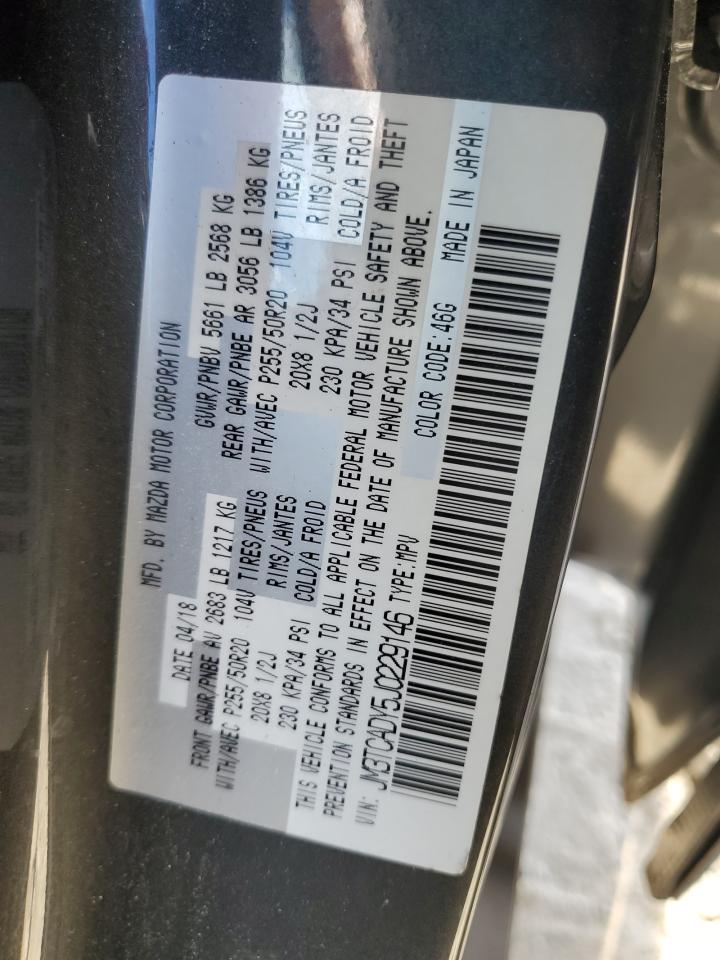 MFD. BY MAZDA MOTOR CORPORATION
DATE 04/18 GVWR/PNBV 5661 LB 2568 KG
FRONT GAWR/PNBE AV 2683 LB 1217 KG REAR GAWR/PNBE AR 3056 LB 1386 KG
WITH/AVEC P255/50R20 104V TIRES/PNEUS WITH/AVEC P255/50R20 104V TIRES/PNEUS
20X8 1/2J RIMS/JANTES 20X8 1/2J RIMS/JANTES
230 KPA/34 PSI COLD/A FROID 230 KPA/34 PSI COLD/A FROID
THIS VEHICLE CONFORMS TO ALL APPLICABLE FEDERAL MOTOR VEHICLE SAFETY AND THEFT
PREVENTION STANDARDS IN EFFECT ON THE DATE OF MANUFACTURE SHOWN ABOVE.
VIN: JM3TCADY5J0229146 TYPE:MPV COLOR CODE:46G MADE IN JAPAN